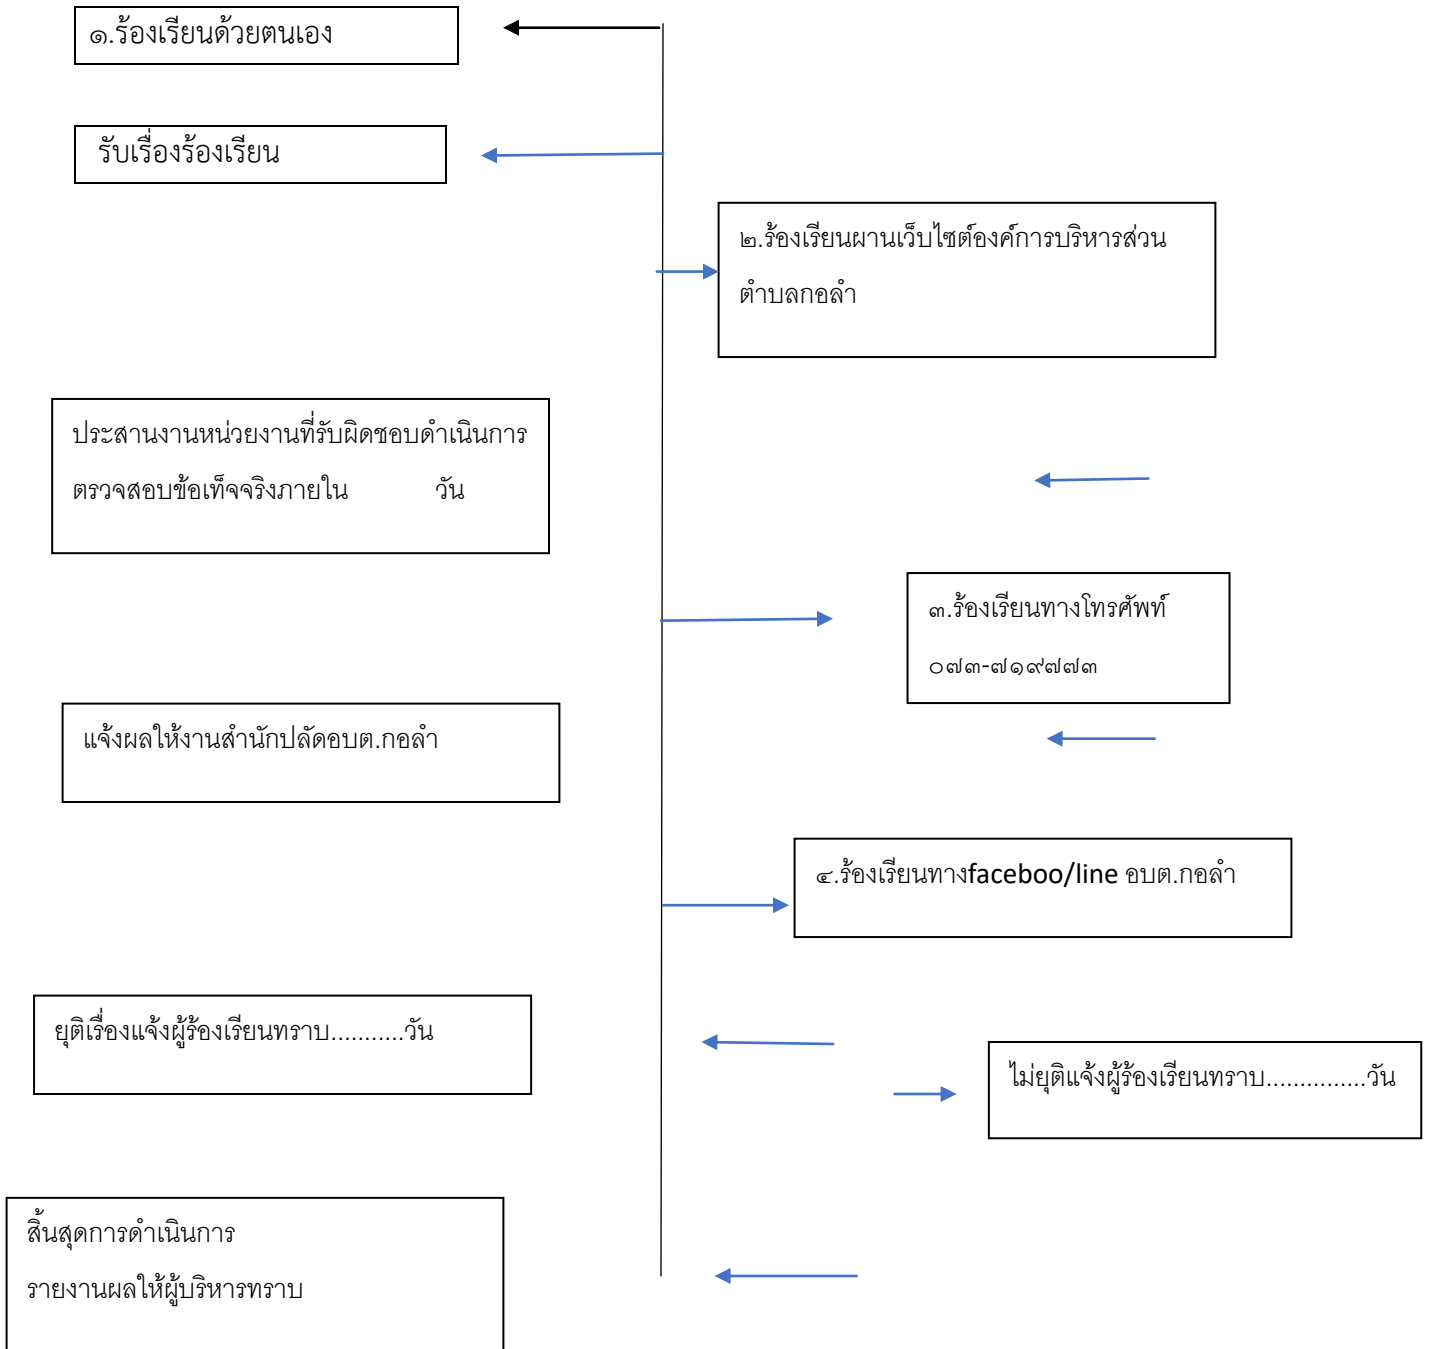 ๑.ร้องเรียนด้วยตนเอง
รับเรื่องร้องเรียน
๒.ร้องเรียนผานเว็บไซต์องค์การบริหารส่วน
ตำบลกอลำ
ประสานงานหน่วยงานที่รับผิดชอบดำเนินการ
ตรวจสอบข้อเท็จจริงภายใน วัน
๓.ร้องเรียนทางโทรศัพท์
๐๗๓-๗๑๙๗๗๓
แจ้งผลให้งานสำนักปลัดอบต.กอลำ
๔.ร้องเรียนทางfaceboo/line อบต.กอลำ
ยุติเรื่องแจ้งผู้ร้องเรียนทราบ...........วัน
ไม่ยุติแจ้งผู้ร้องเรียนทราบ...............วัน
สิ้นสุดการดำเนินการ
รายงานผลให้ผู้บริหารทราบ